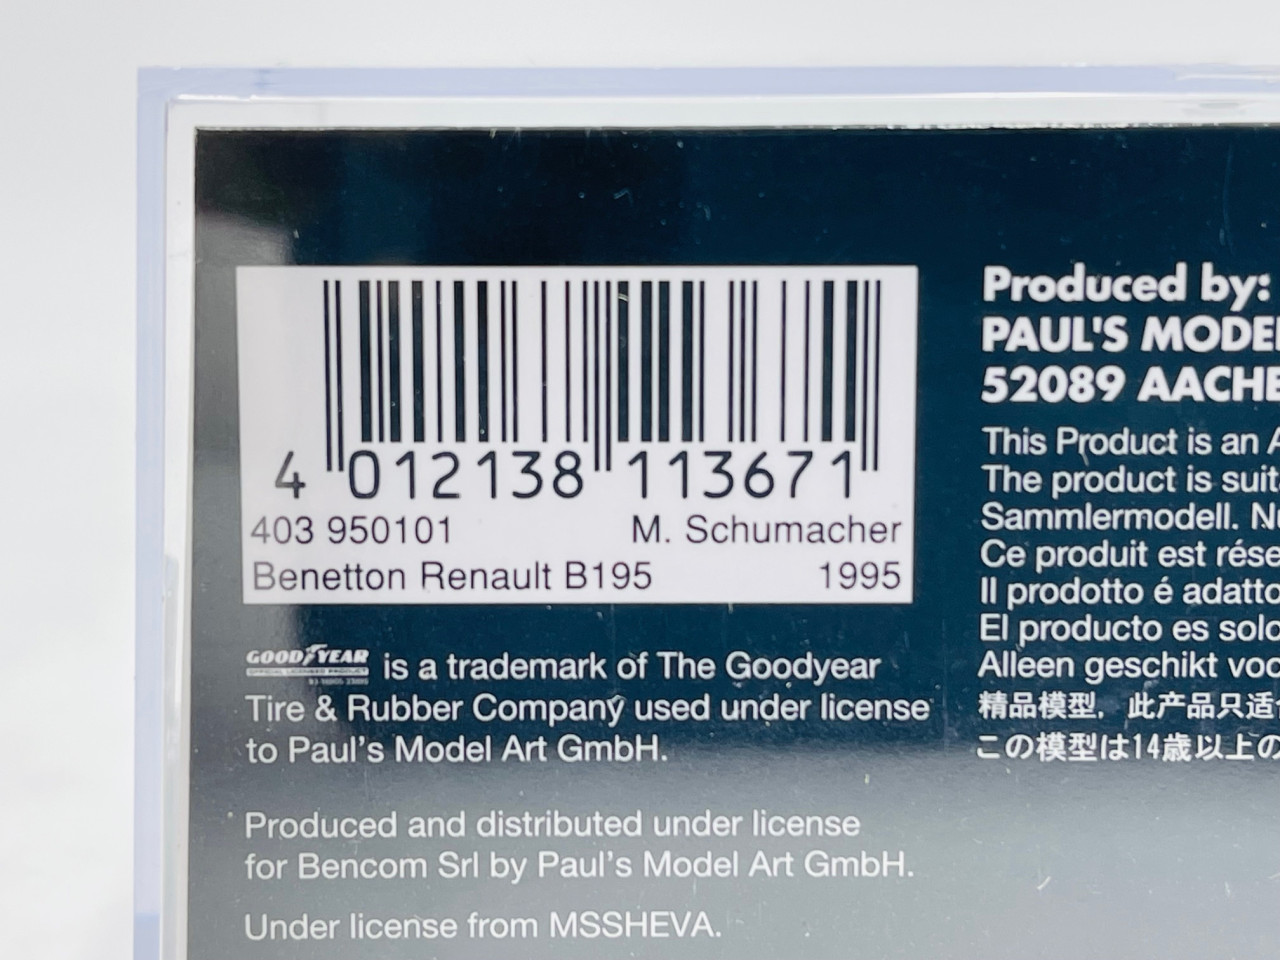 4 012138 113671
403 950101 M. Schumacher
Benetton Renault B195 1995
GOODYEAR is a trademark of The Goodyear
Tire & Rubber Company used under license
to Paul's Model Art GmbH.
Produced and distributed under license
for Bencom Srl by Paul's Model Art GmbH.
Under license from MSSHEVA.
Produced by:
PAUL'S MODEL
52089 AACHE
This Product is an A
The product is suit
Sammlermodell. N
Ce produit est rése
Il prodotto é adatto
El producto es solo
Alleen geschikt voo
精品模型，此产品只适
この模型は14歳以上の